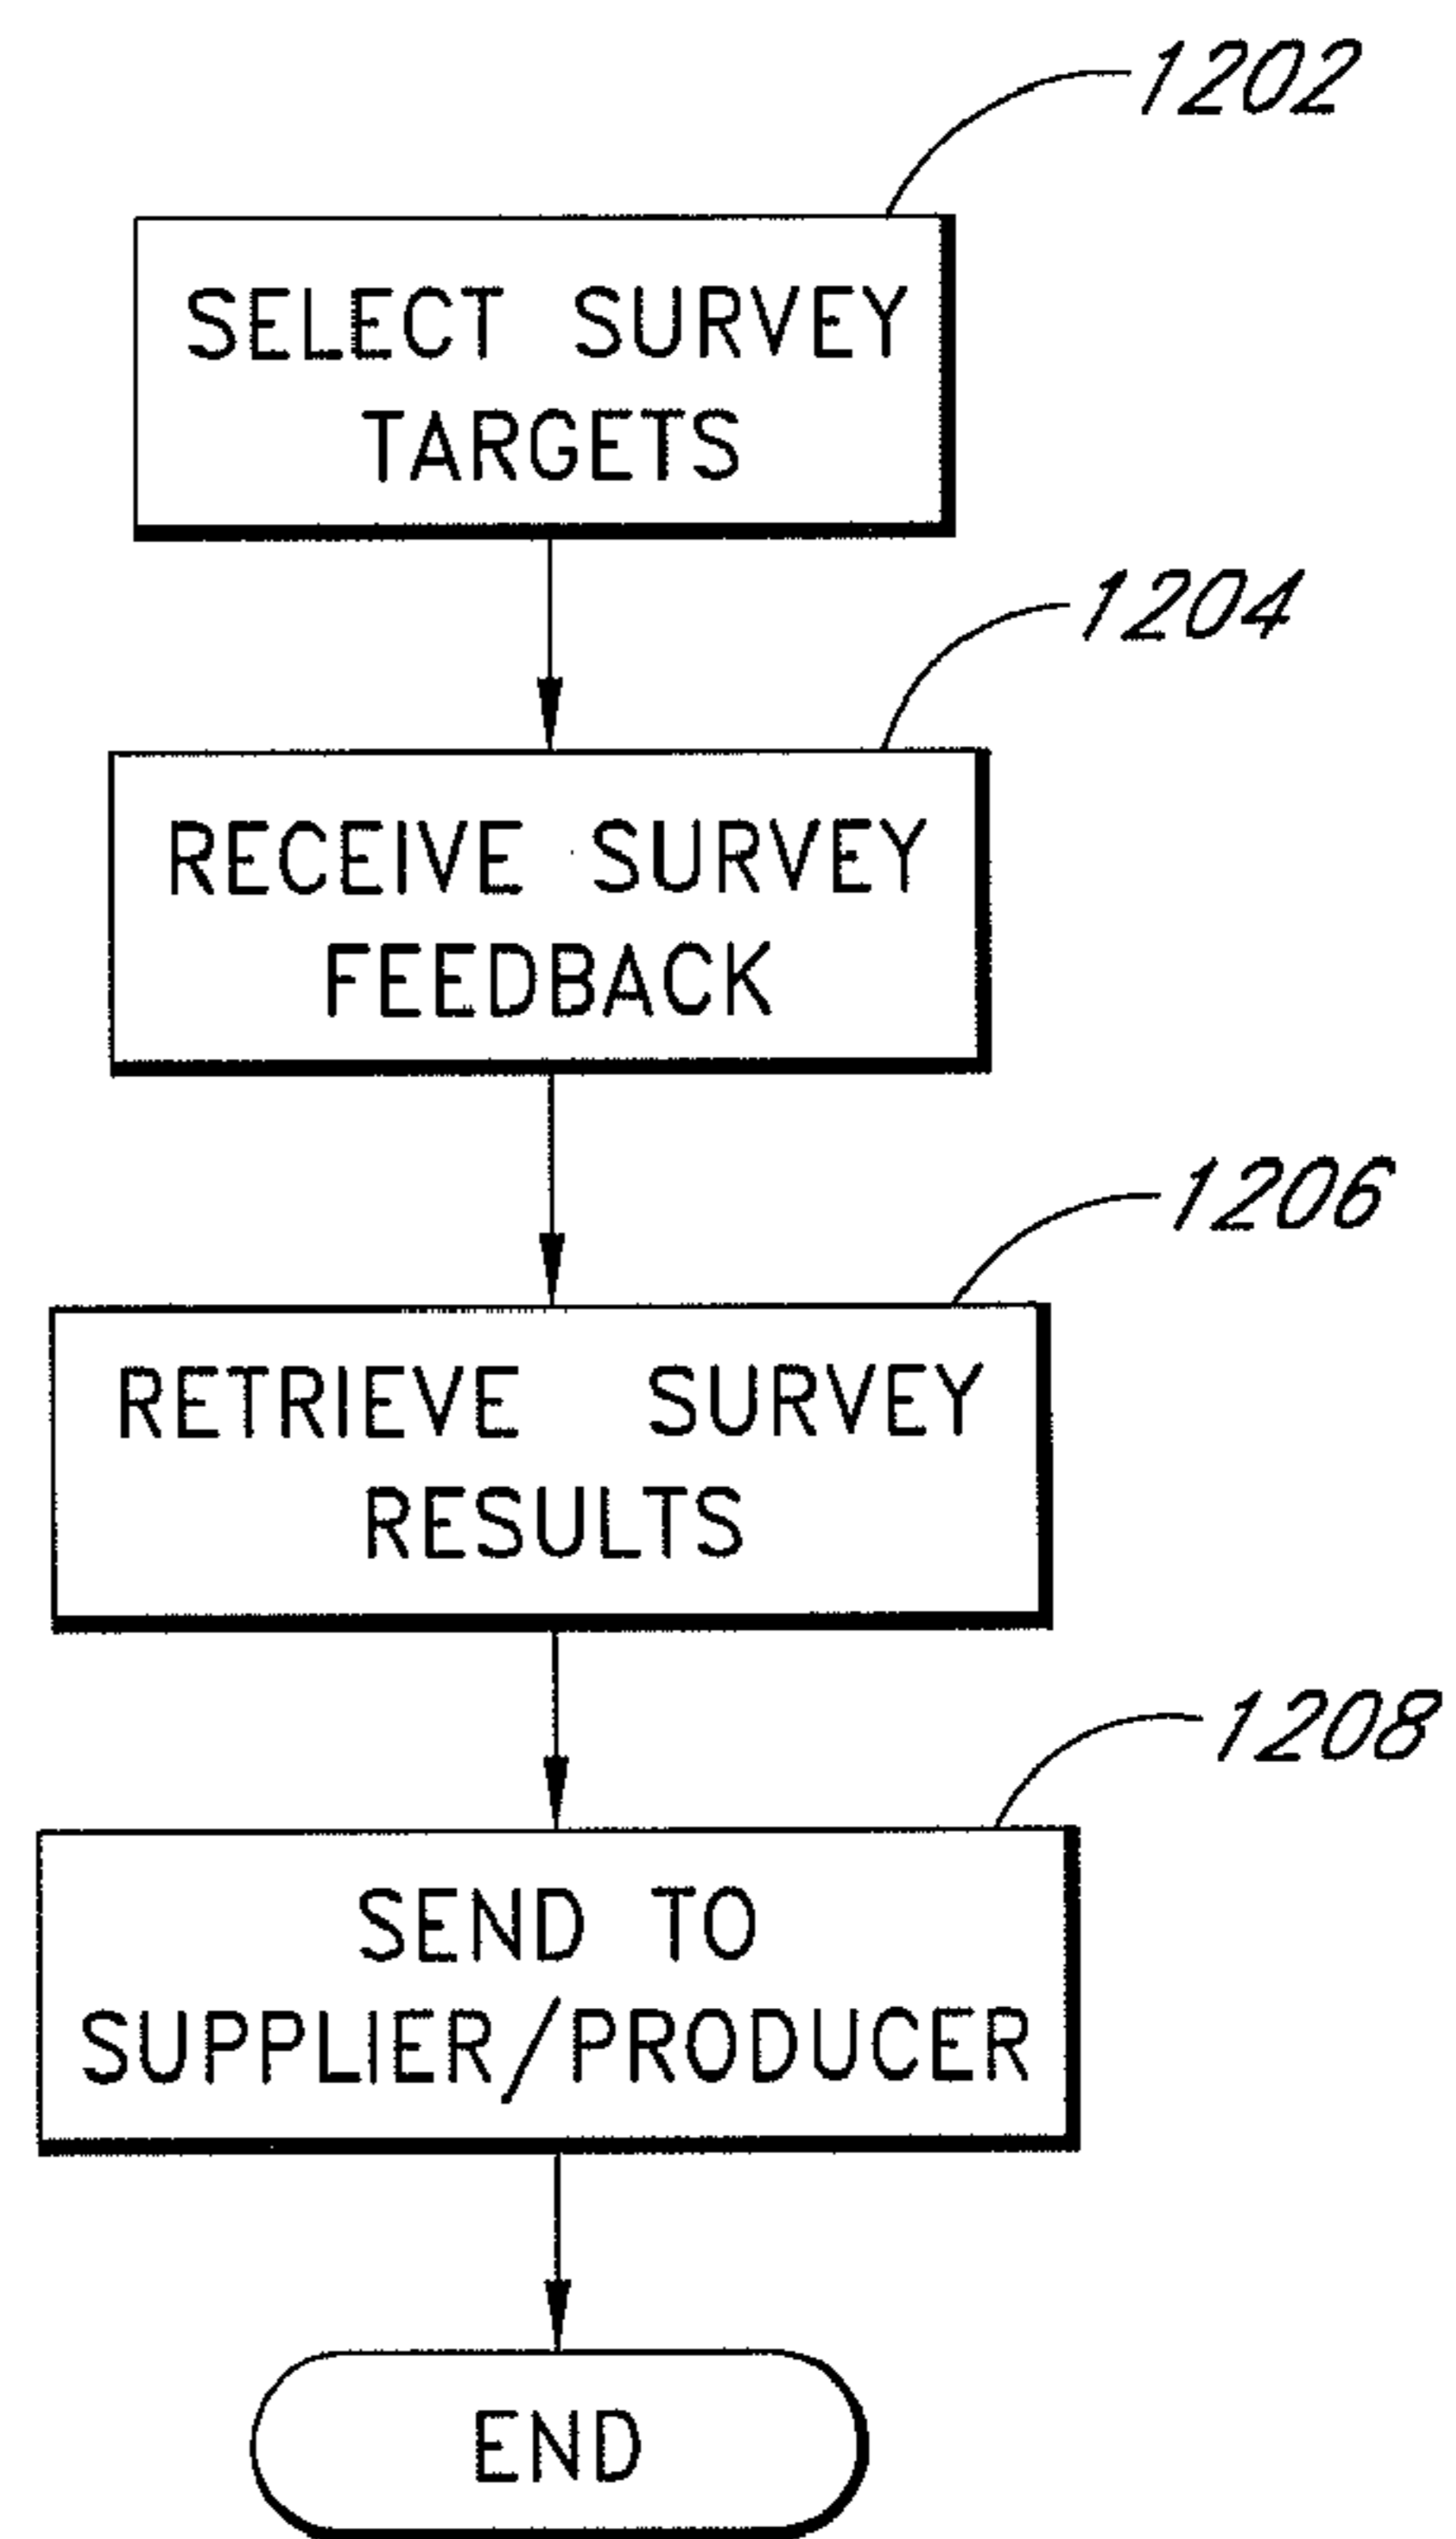 1202
SELECT SURVEY
TARGETS
1204
RECEIVE SURVEY
FEEDBACK
1206
RETRIEVE SURVEY
RESULTS
1208
SEND TO
SUPPLIER/PRODUCER
END